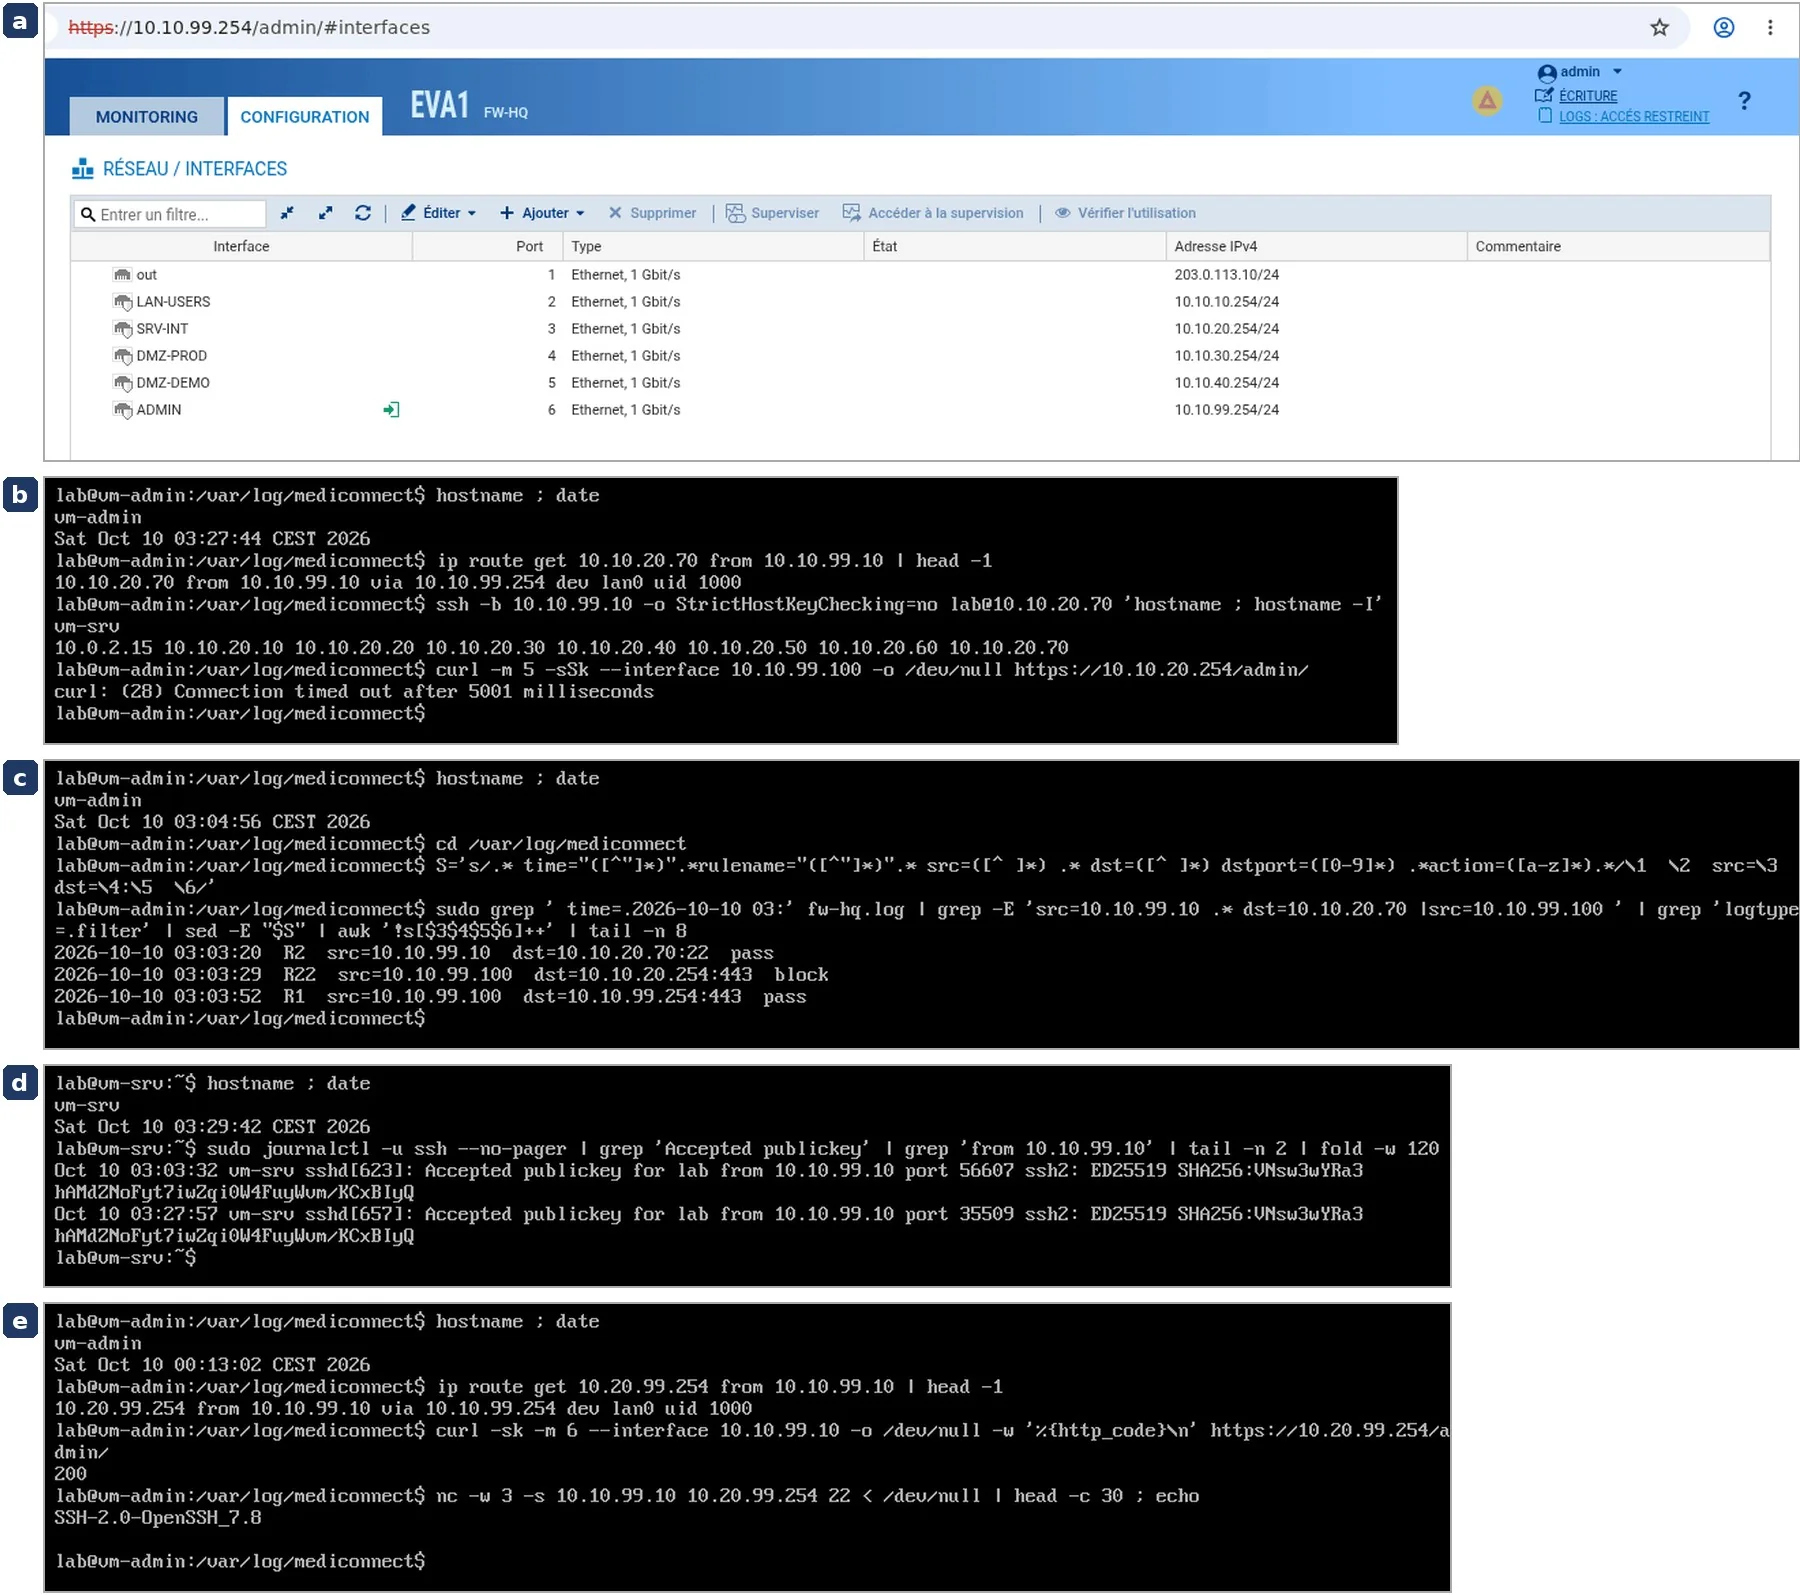 a
https://10.10.99.254/admin/#interfaces
MONITORING CONFIGURATION EVA1 FW-HQ
admin
ÉCRITURE
LOGS : ACCÉS RESTREINT
?
RÉSEAU / INTERFACES
Entrer un filtre... Éditer Ajouter Supprimer Superviser Accéder à la supervision Vérifier l'utilisation
Interface Port Type État Adresse IPv4 Commentaire
out 1 Ethernet, 1 Gbit/s 203.0.113.10/24
LAN-USERS 2 Ethernet, 1 Gbit/s 10.10.10.254/24
SRV-INT 3 Ethernet, 1 Gbit/s 10.10.20.254/24
DMZ-PROD 4 Ethernet, 1 Gbit/s 10.10.30.254/24
DMZ-DEMO 5 Ethernet, 1 Gbit/s 10.10.40.254/24
ADMIN 6 Ethernet, 1 Gbit/s 10.10.99.254/24
b
lab@vm-admin:/var/log/mediconnect$ hostname ; date
vm-admin
Sat Oct 10 03:27:44 CEST 2026
lab@vm-admin:/var/log/mediconnect$ ip route get 10.10.20.70 from 10.10.99.10 | head -1
10.10.20.70 from 10.10.99.10 via 10.10.99.254 dev lan0 uid 1000
lab@vm-admin:/var/log/mediconnect$ ssh -b 10.10.99.10 -o StrictHostKeyChecking=no lab@10.10.20.70 'hostname ; hostname -I'
vm-srv
10.0.2.15 10.10.20.10 10.10.20.20 10.10.20.30 10.10.20.40 10.10.20.50 10.10.20.60 10.10.20.70
lab@vm-admin:/var/log/mediconnect$ curl -m 5 -sSk --interface 10.10.99.100 -o /dev/null https://10.10.20.254/admin/
curl: (28) Connection timed out after 5001 milliseconds
lab@vm-admin:/var/log/mediconnect$
c
lab@vm-admin:/var/log/mediconnect$ hostname ; date
vm-admin
Sat Oct 10 03:04:56 CEST 2026
lab@vm-admin:/var/log/mediconnect$ cd /var/log/mediconnect
lab@vm-admin:/var/log/mediconnect$ S='s/.* time="([^"]*)".*rulename="([^"]*)".* src=([^ ]*) .* dst=([^ ]*) dstport=([0-9]*) .*action=([a-z]*).*/\1  \2  src=\3
dst=\4:\5  \6/'
lab@vm-admin:/var/log/mediconnect$ sudo grep ' time=.2026-10-10 03:' fw-hq.log | grep -E 'src=10.10.99.10 .* dst=10.10.20.70 |src=10.10.99.100 ' | grep 'logtype
=.filter' | sed -E "$S" | awk '!s[$3$4$5$6]++' | tail -n 8
2026-10-10 03:03:20  R2  src=10.10.99.10  dst=10.10.20.70:22  pass
2026-10-10 03:03:29  R22  src=10.10.99.100  dst=10.10.20.254:443  block
2026-10-10 03:03:52  R1  src=10.10.99.100  dst=10.10.99.254:443  pass
lab@vm-admin:/var/log/mediconnect$
d
lab@vm-srv:~$ hostname ; date
vm-srv
Sat Oct 10 03:29:42 CEST 2026
lab@vm-srv:~$ sudo journalctl -u ssh --no-pager | grep 'Accepted publickey' | grep 'from 10.10.99.10' | tail -n 2 | fold -w 120
Oct 10 03:03:32 vm-srv sshd[623]: Accepted publickey for lab from 10.10.99.10 port 56607 ssh2: ED25519 SHA256:VNsw3wYRa3
hAMd2NoFyt7iwZqi0W4FuyWvm/KCxBIyQ
Oct 10 03:27:57 vm-srv sshd[657]: Accepted publickey for lab from 10.10.99.10 port 35509 ssh2: ED25519 SHA256:VNsw3wYRa3
hAMd2NoFyt7iwZqi0W4FuyWvm/KCxBIyQ
lab@vm-srv:~$
e
lab@vm-admin:/var/log/mediconnect$ hostname ; date
vm-admin
Sat Oct 10 00:13:02 CEST 2026
lab@vm-admin:/var/log/mediconnect$ ip route get 10.20.99.254 from 10.10.99.10 | head -1
10.20.99.254 from 10.10.99.10 via 10.10.99.254 dev lan0 uid 1000
lab@vm-admin:/var/log/mediconnect$ curl -sk -m 6 --interface 10.10.99.10 -o /dev/null -w '%{http_code}\n' https://10.20.99.254/a
dmin/
200
lab@vm-admin:/var/log/mediconnect$ nc -w 3 -s 10.10.99.10 10.20.99.254 22 < /dev/null | head -c 30 ; echo
SSH-2.0-OpenSSH_7.8
lab@vm-admin:/var/log/mediconnect$